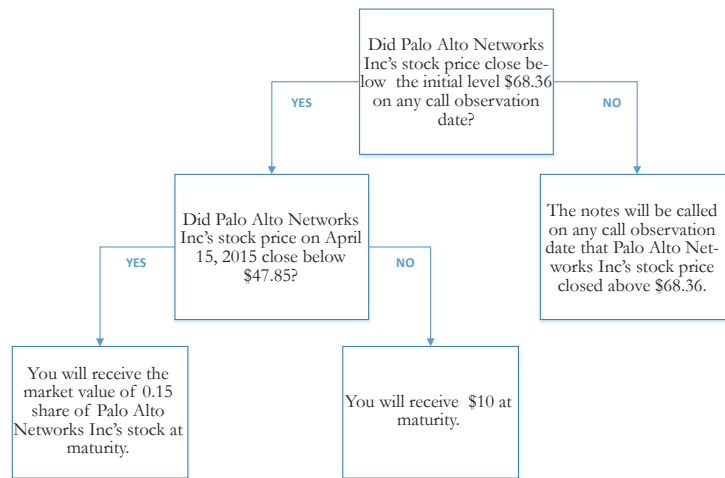 Did Palo Alto Networks
Inc's stock price close be-
low the initial level $68.36
on any call observation
date?
YES
NO
Did Palo Alto Networks
Inc's stock price on April
15, 2015 close below
$47.85?
The notes will be called
on any call observation
date that Palo Alto Net-
works Inc's stock price
closed above $68.36.
YES
NO
You will receive the
market value of 0.15
share of Palo Alto
Networks Inc's stock at
maturity.
You will receive $10 at
maturity.